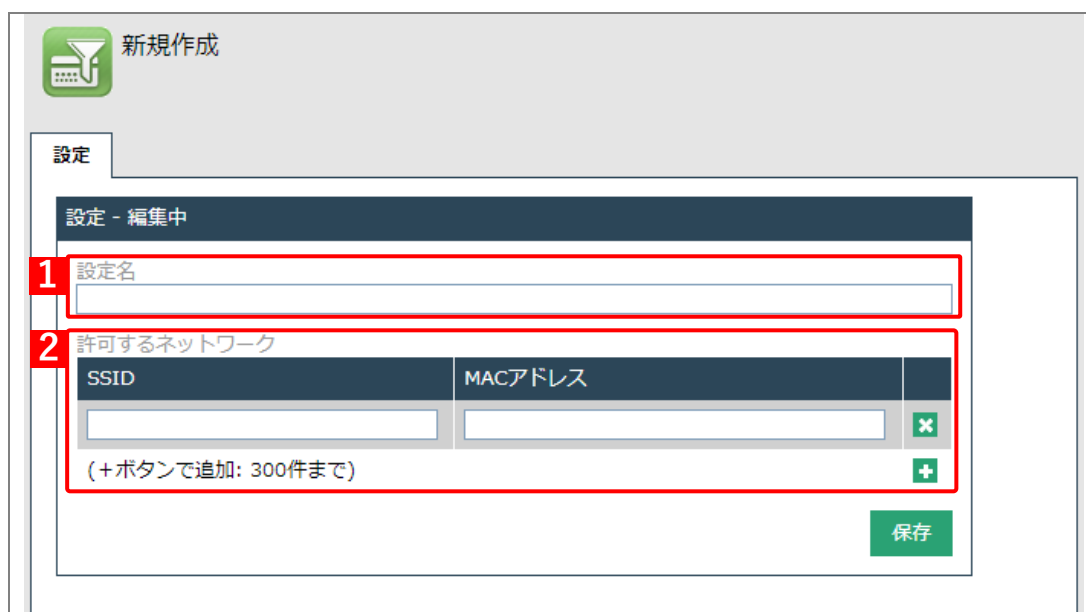 新規作成
設定
設定 - 編集中
1
設定名
2
許可するネットワーク
SSID MACアドレス
(+ボタンで追加: 300件まで)
保存